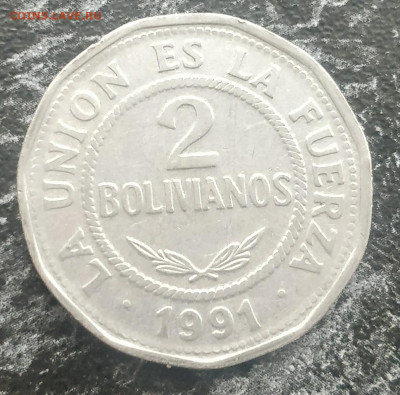 COINS.LAVE.RU
LA UNION ES LA FUERZA
2
BOLIVIANOS
1991